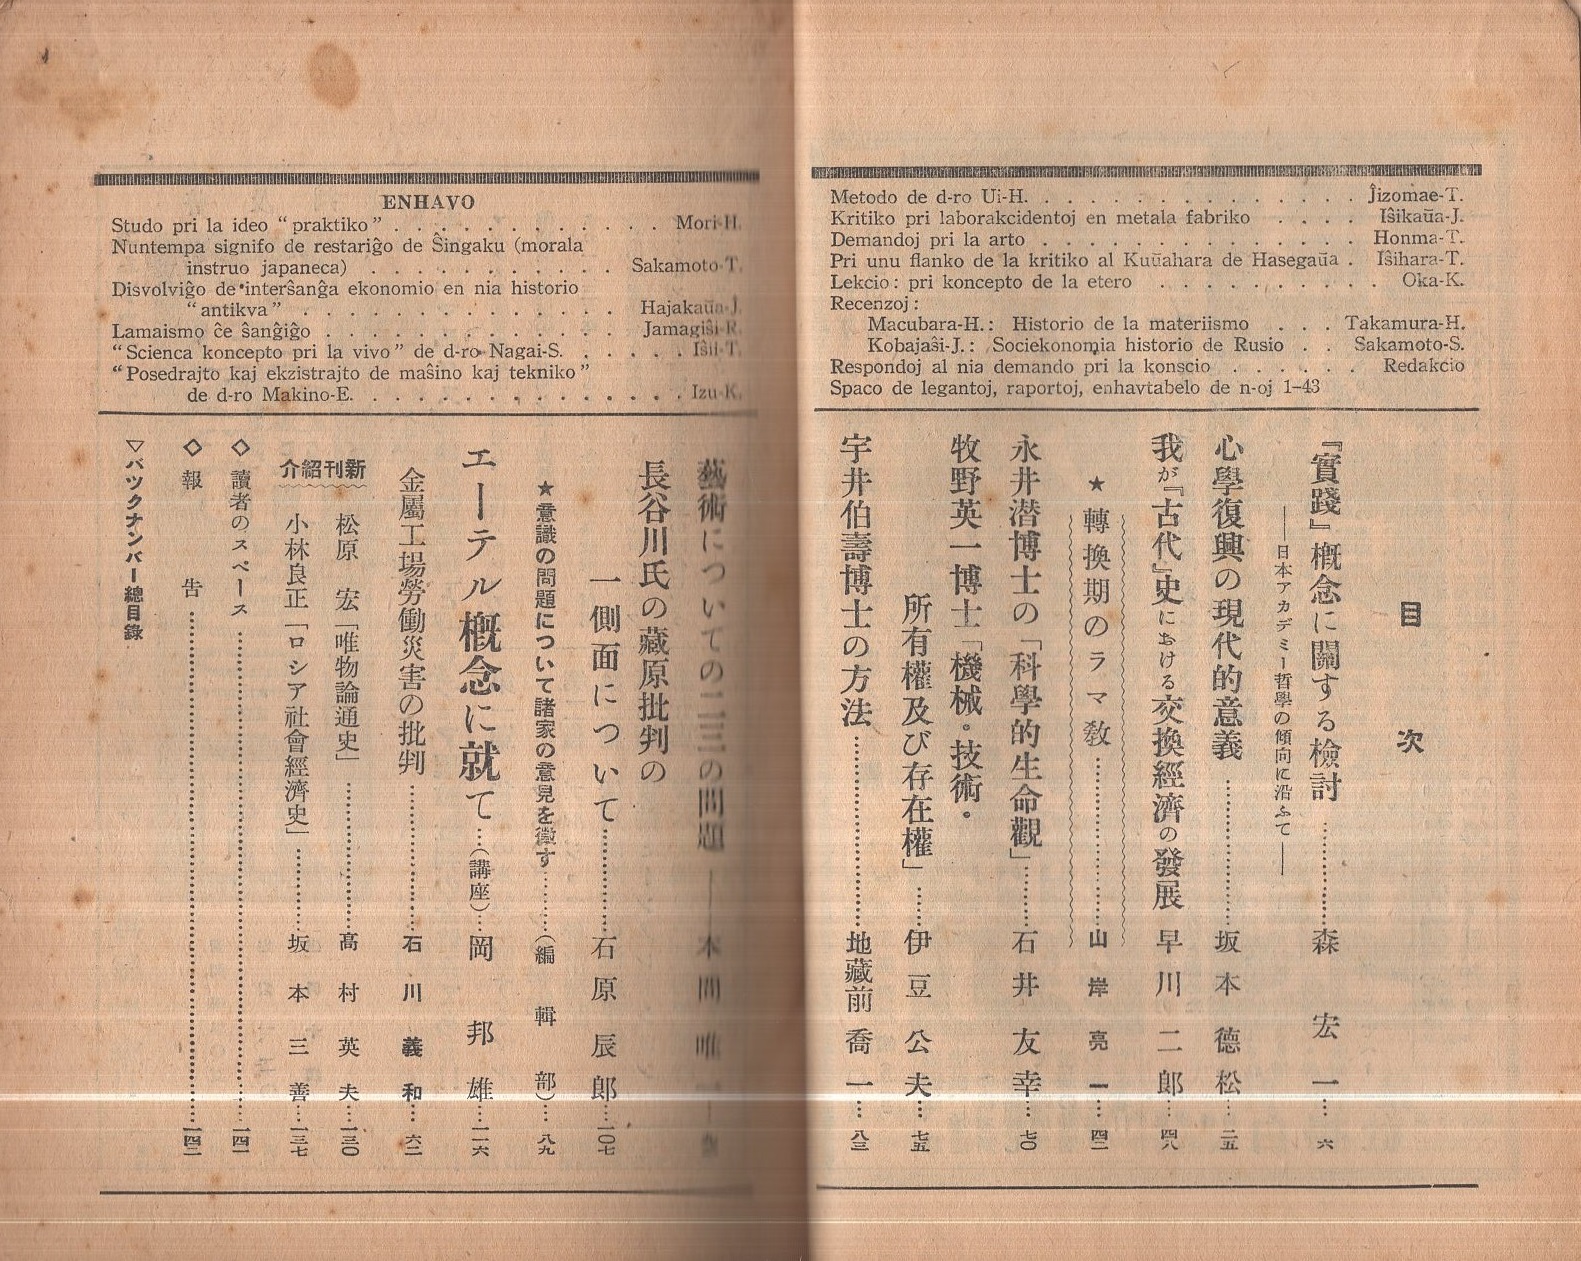 ENHAVO
Studo pri la ideo “praktiko” . . . . . . . . . . . . Mori-H.
Nuntempa signifo de restariĝo de Ŝingaku (morala
instruo japaneca) . . . . . . . . . . Sakamoto-T.
Disvolviĝo de interŝanĝa ekonomio en nia historio
“antikva” . . . . . . . . . . . . . . Hajakaŭa-J.
Lamaismo ĉe ŝanĝiĝo . . . . . . . . . . . . . Jamagiŝi-R.
“Scienca koncepto pri la vivo” de d-ro Nagai-S. . . . . . Iŝii-T.
“Posedrajto kaj ekzistrajto de maŝino kaj tekniko”
de d-ro Makino-E. . . . . . . . . . . . . . . Izu-K.
Metodo de d-ro Ui-H. . . . . . . . . . . . . . . Ĵizomae-T.
Kritiko pri laborakcidentoj en metala fabriko . . . . Iŝikaŭa-J.
Demandoj pri la arto . . . . . . . . . . . . . . Honma-T.
Pri unu flanko de la kritiko al Kuŭahara de Hasegaŭa . Iŝihara-T.
Lekcio: pri koncepto de la etero . . . . . . . . . . Oka-K.
Recenzoj:
Macubara-H.: Historio de la materiismo . . . Takamura-H.
Kobajaŝi-J.: Sociekonomia historio de Rusio . . Sakamoto-S.
Respondoj al nia demando pri la konscio . . . . . . Redakcio
Spaco de legantoj, raportoj, enhavtabelo de n-oj 1–43
目次
『實踐』概念に關する檢討………森宏一…六
――日本アカデミー哲學の傾向に沿ふて――
心學復興の現代的意義………坂本德松…二五
我が『古代』史における交換經濟の發展 早川二郎…四八
★轉換期のラマ敎………山岸亮一…四二
永井潜博士の「科學的生命觀」………石井友幸…七〇
牧野英一博士「機械・技術・
所有權及び存在權」……伊豆公夫…七五
宇井伯壽博士の方法………地藏前喬一…八三
藝術についての二三の問題――本間唯一
長谷川氏の藏原批判の
一側面について………石原辰郎…一〇七
★意識の問題について諸家の意見を徵す………（編輯部）…八九
エーテル概念に就て…（講座）…岡邦雄…一一六
金屬工場勞働災害の批判………石川義和…六二
新刊紹介
松原宏「唯物論通史」………高村英夫…一三〇
小林良正「ロシア社會經濟史」………坂本三善…一三七
◇讀者のスペース………一四一
◇報告………一四二
▽バツクナンバー總目錄